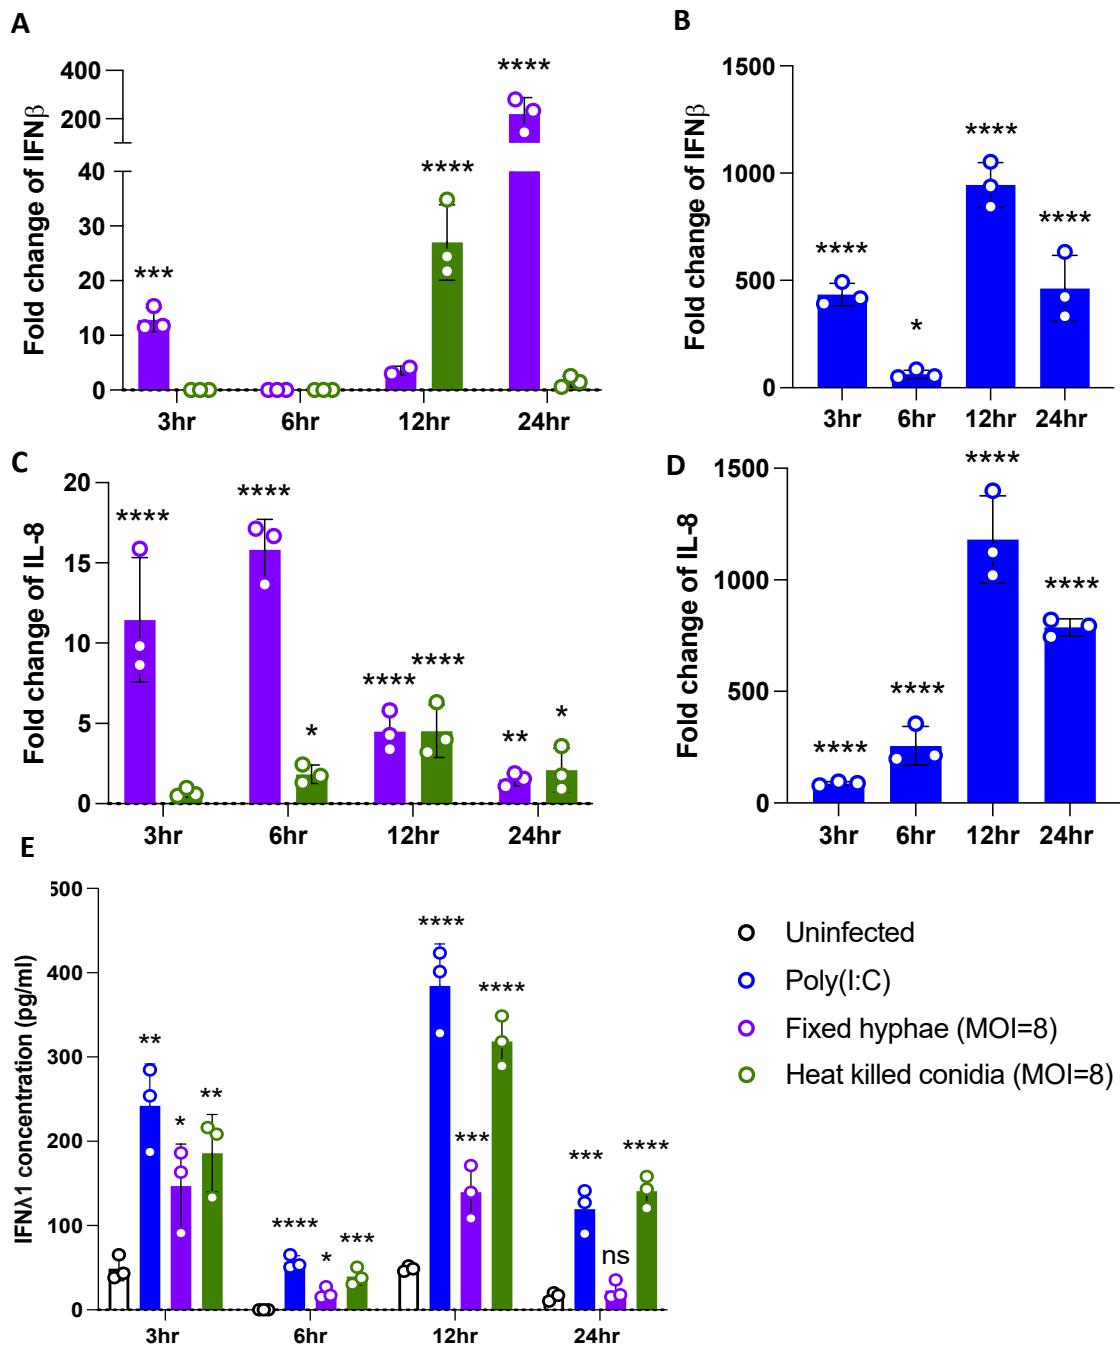 A
Fold change of IFNβ
400
200
40
30
20
10
0
***
****
****
3hr
6hr
12hr
24hr
B
Fold change of IFNβ
1500
1000
500
0
****
*
****
****
3hr
6hr
12hr
24hr
C
Fold change of IL-8
20
15
10
5
0
****
****
*
****
****
**
*
3hr
6hr
12hr
24hr
D
Fold change of IL-8
1500
1000
500
0
****
****
****
****
3hr
6hr
12hr
24hr
E
IFNλ1 concentration (pg/ml)
500
400
300
200
100
0
**
*
**
****
*
***
****
***
****
***
ns
****
3hr
6hr
12hr
24hr
Uninfected
Poly(I:C)
Fixed hyphae (MOI=8)
Heat killed conidia (MOI=8)